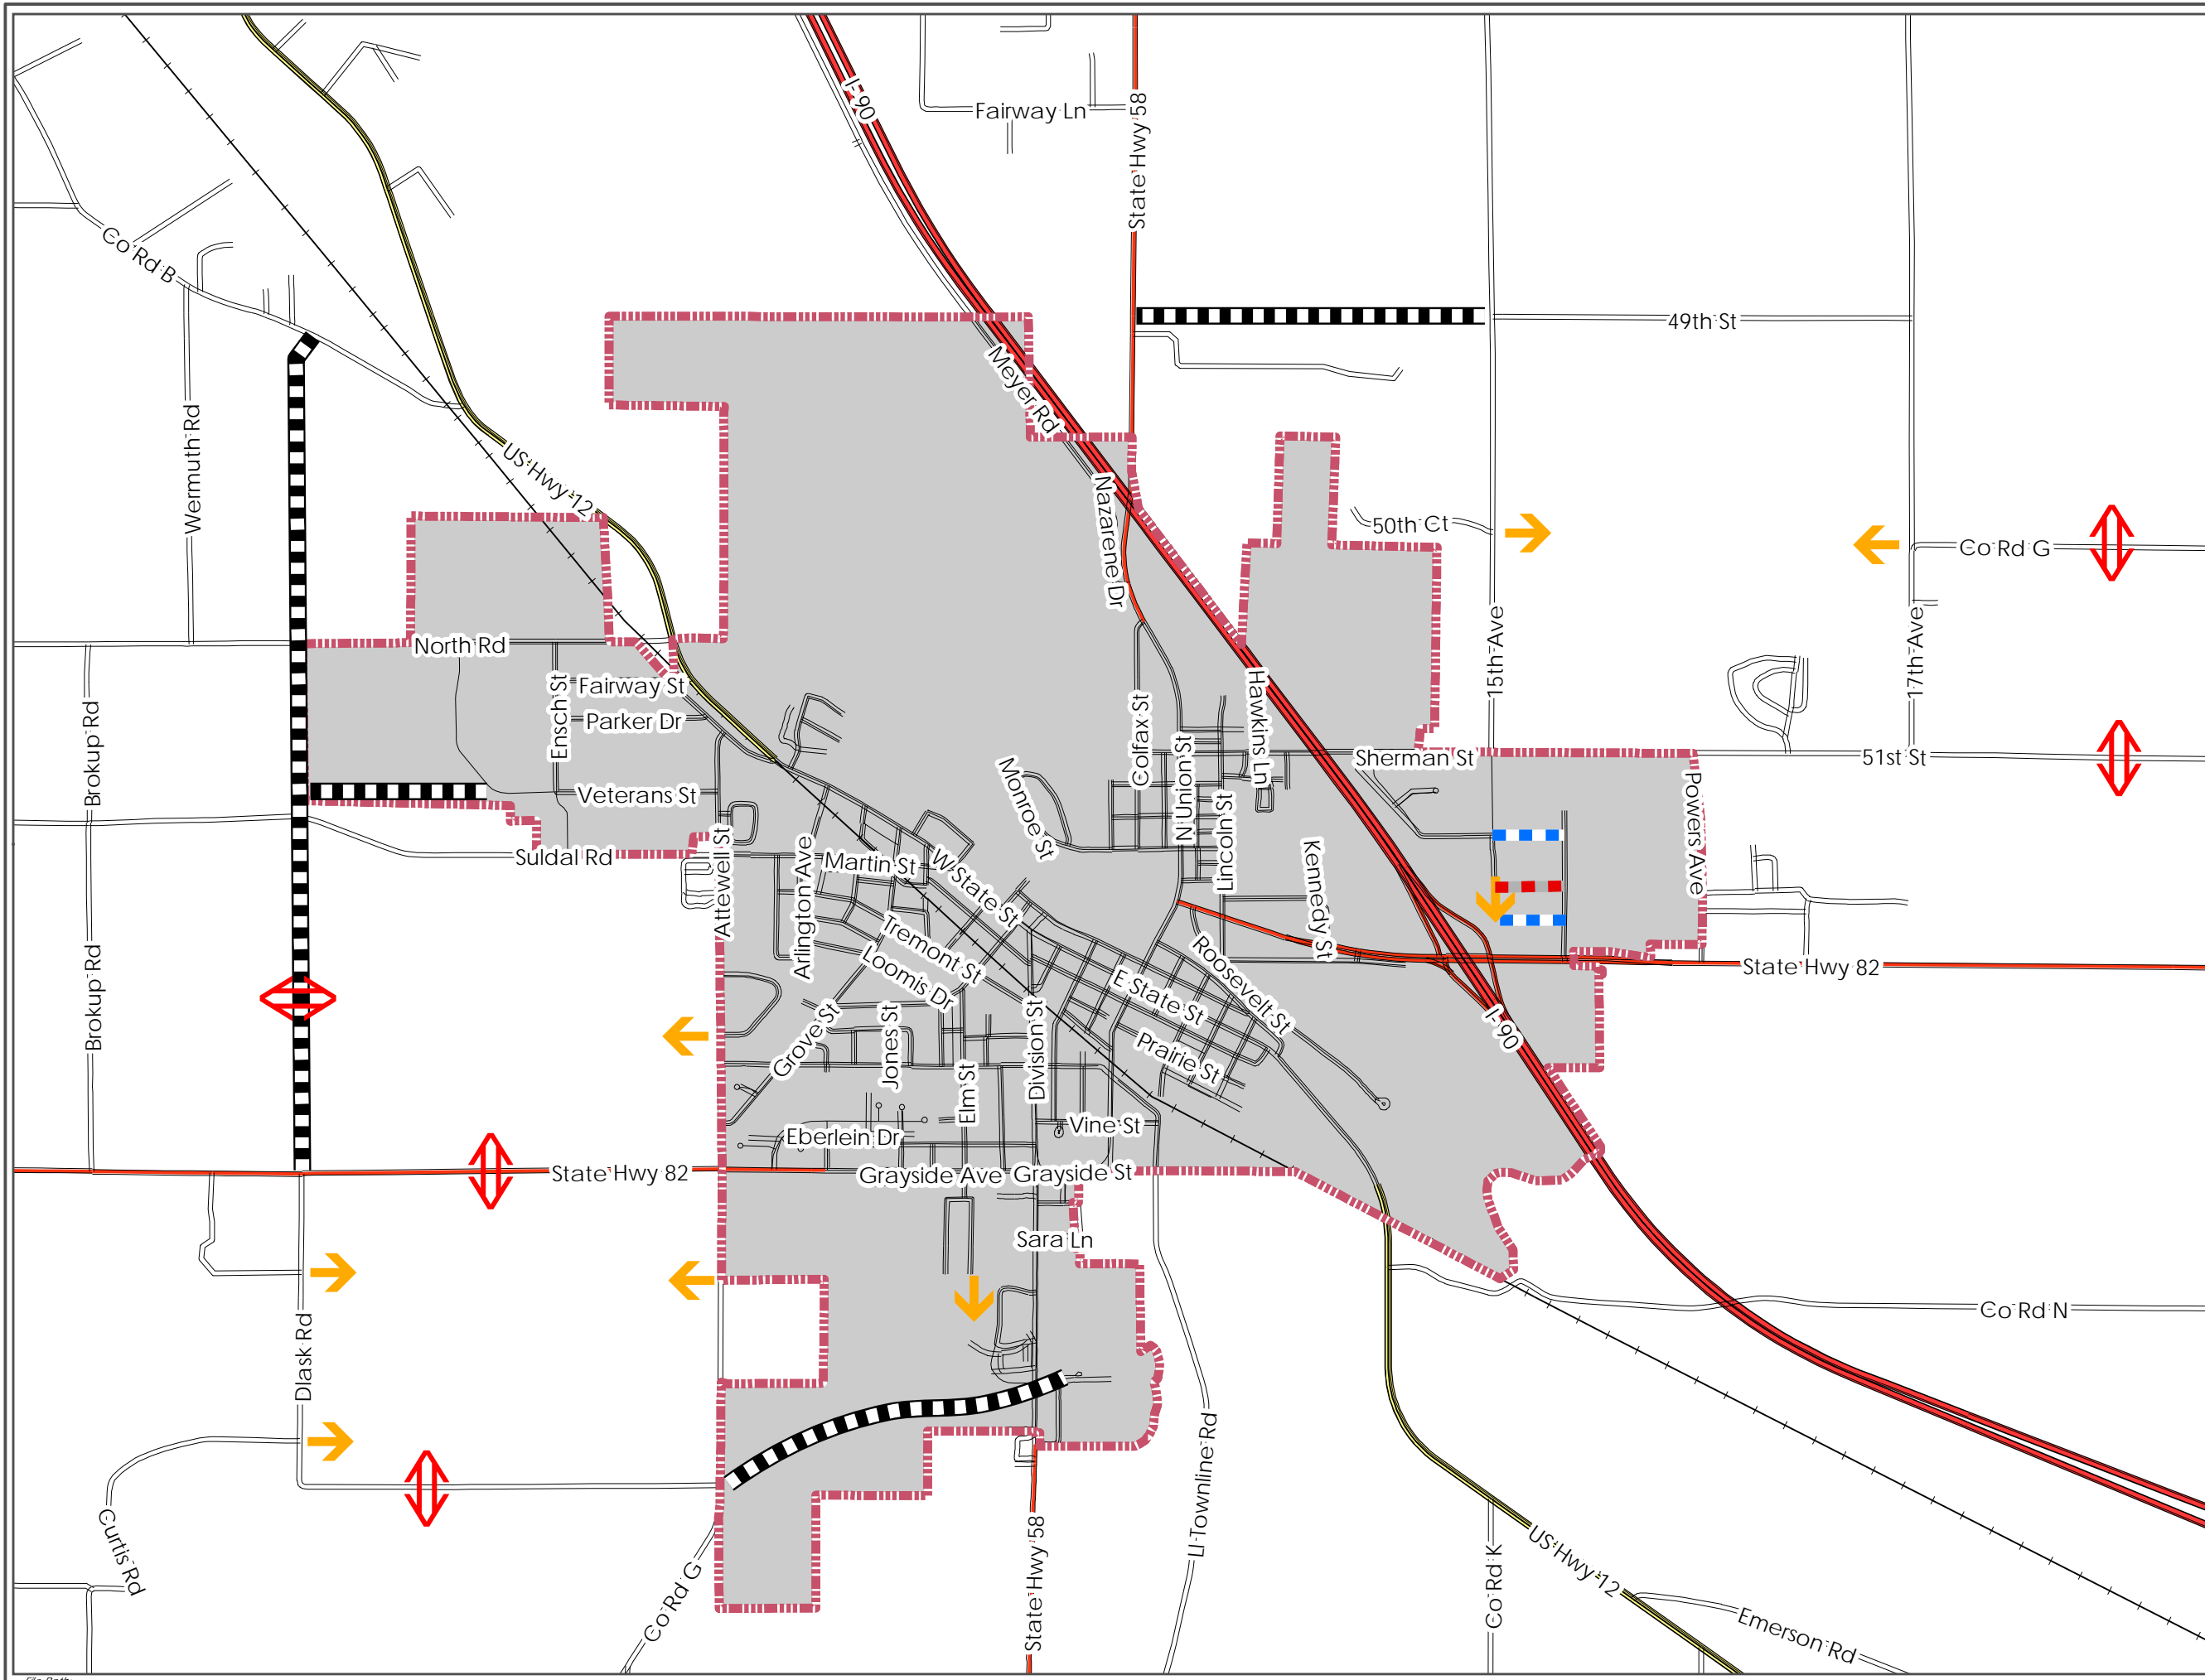 I-90
Fairway Ln
State Hwy 58
Co Rd B
49th St
Meyer Rd
Wermuth Rd
US Hwy 12
Nazarene Dr
50th Ct
Co Rd G
North Rd
15th Ave
17th Ave
Fairway St
Ensch St
Parker Dr
Colfax St
Hawkins Ln
Brokup Rd
Sherman St
51st St
Monroe St
N Union St
Veterans St
Lincoln St
Powers Ave
Suldal Rd
Attewell St
Arlington Ave
Martin St
W State St
Kennedy St
Tremont St
Loomis Dr
Roosevelt St
State Hwy 82
Brokup Rd
E State St
Grove St
Jones St
Division St
I-90
Prairie St
Elm St
Eberlein Dr
Vine St
State Hwy 82
Grayside Ave
Grayside St
Sara Ln
Dlask Rd
Co Rd N
Curtis Rd
Co Rd G
State Hwy 58
LI Townline Rd
Co Rd K
US Hwy 12
Emerson Rd